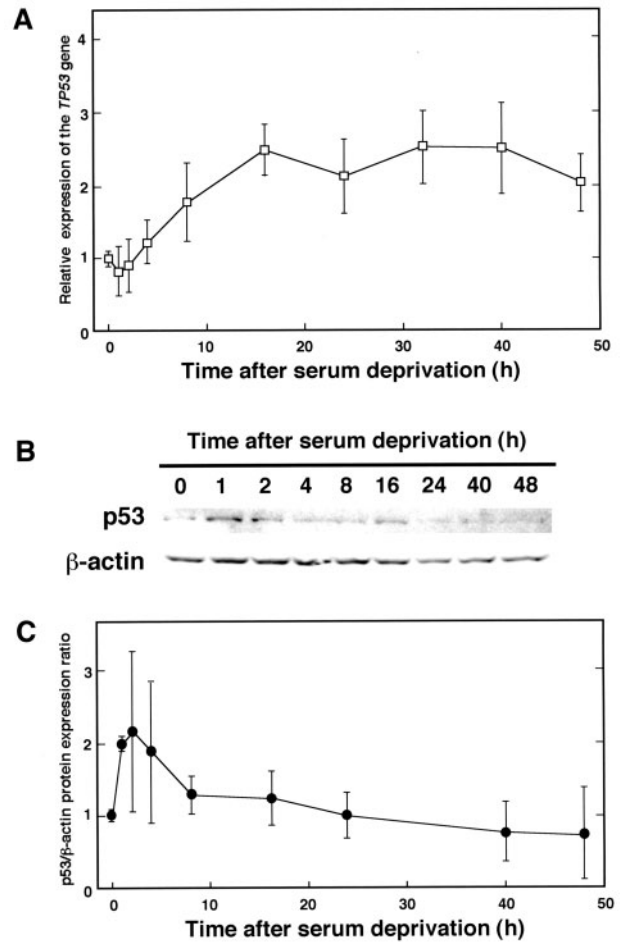 A
Relative expression of the TP53 gene
4
3
2
1
0
0 10 20 30 40 50
Time after serum deprivation (h)
B
Time after serum deprivation (h)
0 1 2 4 8 16 24 40 48
p53
β-actin
C
p53/β-actin protein expression ratio
3
2
1
0
0 10 20 30 40 50
Time after serum deprivation (h)